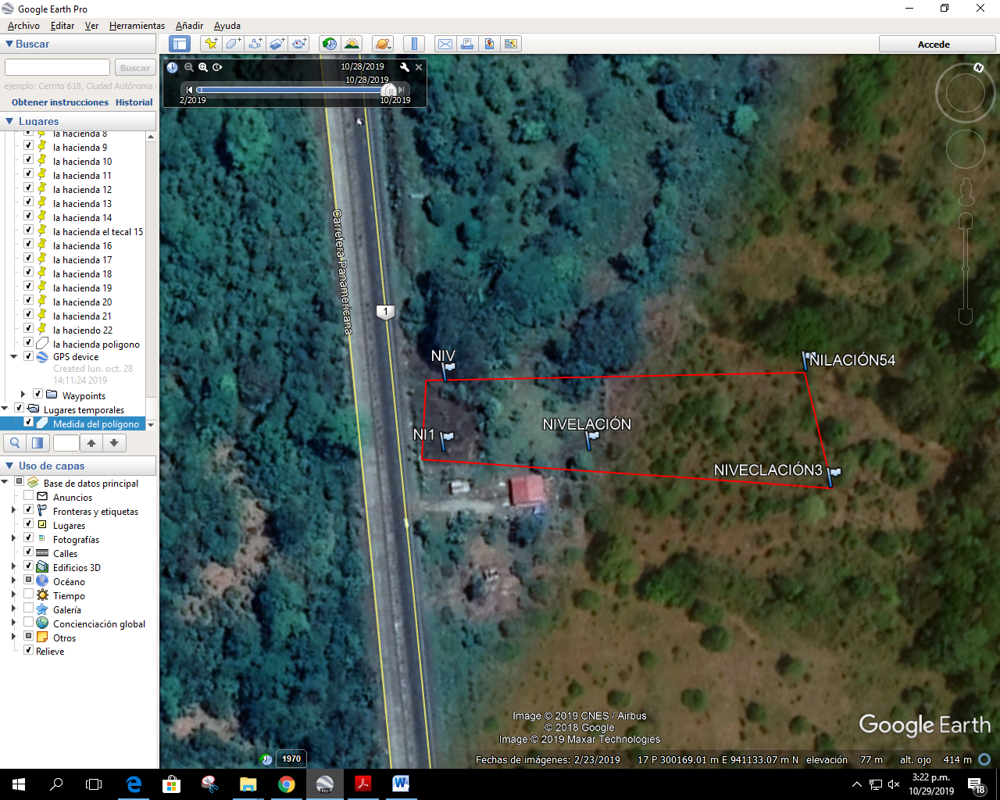 Google Earth Pro
Archivo Editar Ver Herramientas Añadir Ayuda
Buscar
Accede
Buscar
ejemplo: Cerrito 618, Ciudad Autónoma
Obtener instrucciones Historial
Lugares
la hacienda 8
la hacienda 9
la hacienda 10
la hacienda 11
la hacienda 12
la hacienda 13
la hacienda 14
la hacienda el tecal 15
la hacienda 16
la hacienda 17
la hacienda 18
la hacienda 19
la hacienda 20
la hacienda 21
la haciendo 22
la hacienda poligono
GPS device
Created lun. oct. 28
14:11:24 2019
Waypoints
Lugares temporales
Medida del polígono
Uso de capas
Base de datos principal
Anuncios
Fronteras y etiquetas
Lugares
Fotografías
Calles
Edificios 3D
Océano
Tiempo
Galería
Concienciación global
Otros
Relieve
10/28/2019
10/28/2019
2/2019 10/2019
N
Carretera Panamericana
1
NIV
NILACIÓN54
NI1
NIVELACIÓN
NIVECLACIÓN3
Image © 2019 CNES / Airbus
© 2018 Google
Image © 2019 Maxar Technologies
Google Earth
1970
Fechas de imágenes: 2/23/2019 17 P 300169.01 m E 941133.07 m N elevación 77 m alt. ojo 414 m
3:22 p.m.
10/29/2019
18